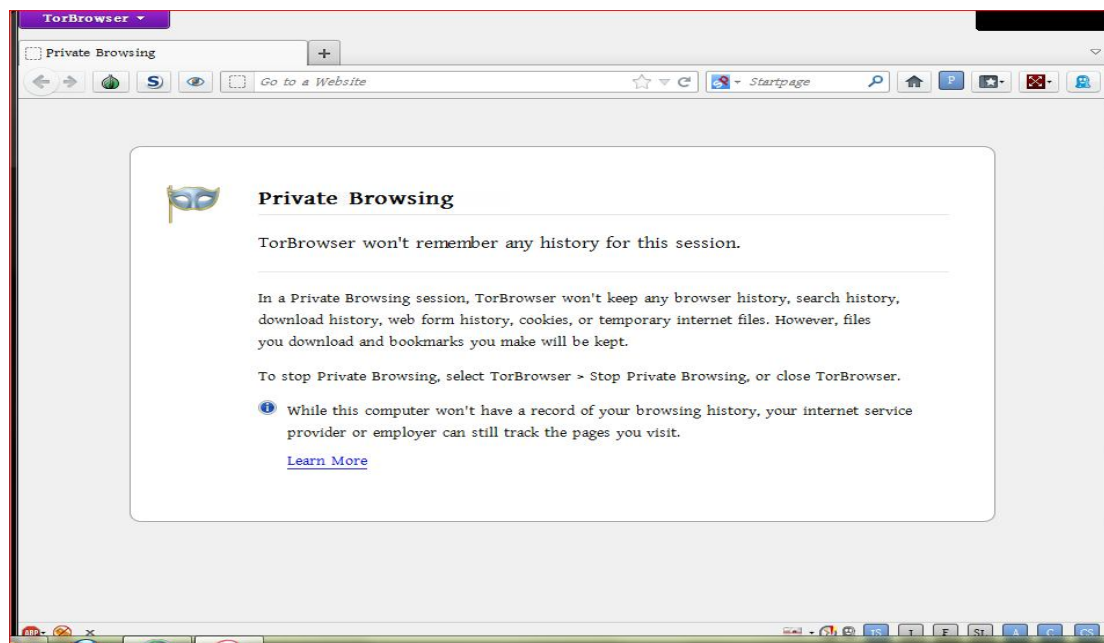 TorBrowser
Private Browsing
Go to a Website
Startpage
P
Private Browsing
TorBrowser won't remember any history for this session.
In a Private Browsing session, TorBrowser won't keep any browser history, search history,
download history, web form history, cookies, or temporary internet files. However, files
you download and bookmarks you make will be kept.
To stop Private Browsing, select TorBrowser > Stop Private Browsing, or close TorBrowser.
While this computer won't have a record of your browsing history, your internet service
provider or employer can still track the pages you visit.
Learn More
ABP
A C CS